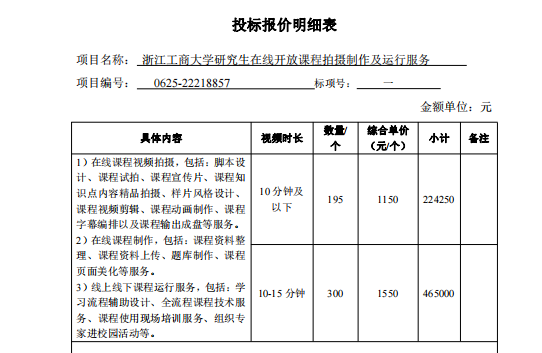 投标报价明细表
项目名称： 浙江工商大学研究生在线开放课程拍摄制作及运行服务
项目编号： 0625-22218857 标项号： 一
金额单位：元
具体内容 视频时长 数量/个 综合单价（元/个） 小计 备注
1）在线课程视频拍摄，包括：脚本设
计、课程试拍、课程宣传片、课程知
识点内容精品拍摄、样片风格设计、
课程视频剪辑、课程动画制作、课程
字幕编排以及课程输出成盘等服务。
2）在线课程制作，包括：课程资料整
理、课程资料上传、题库制作、课程
页面美化等服务。
3）线上线下课程运行服务，包括：学
习流程辅助设计、全流程课程技术服
务、课程使用现场培训服务、组织专
家进校园活动等。
10分钟及以下 195 1150 224250
10-15分钟 300 1550 465000